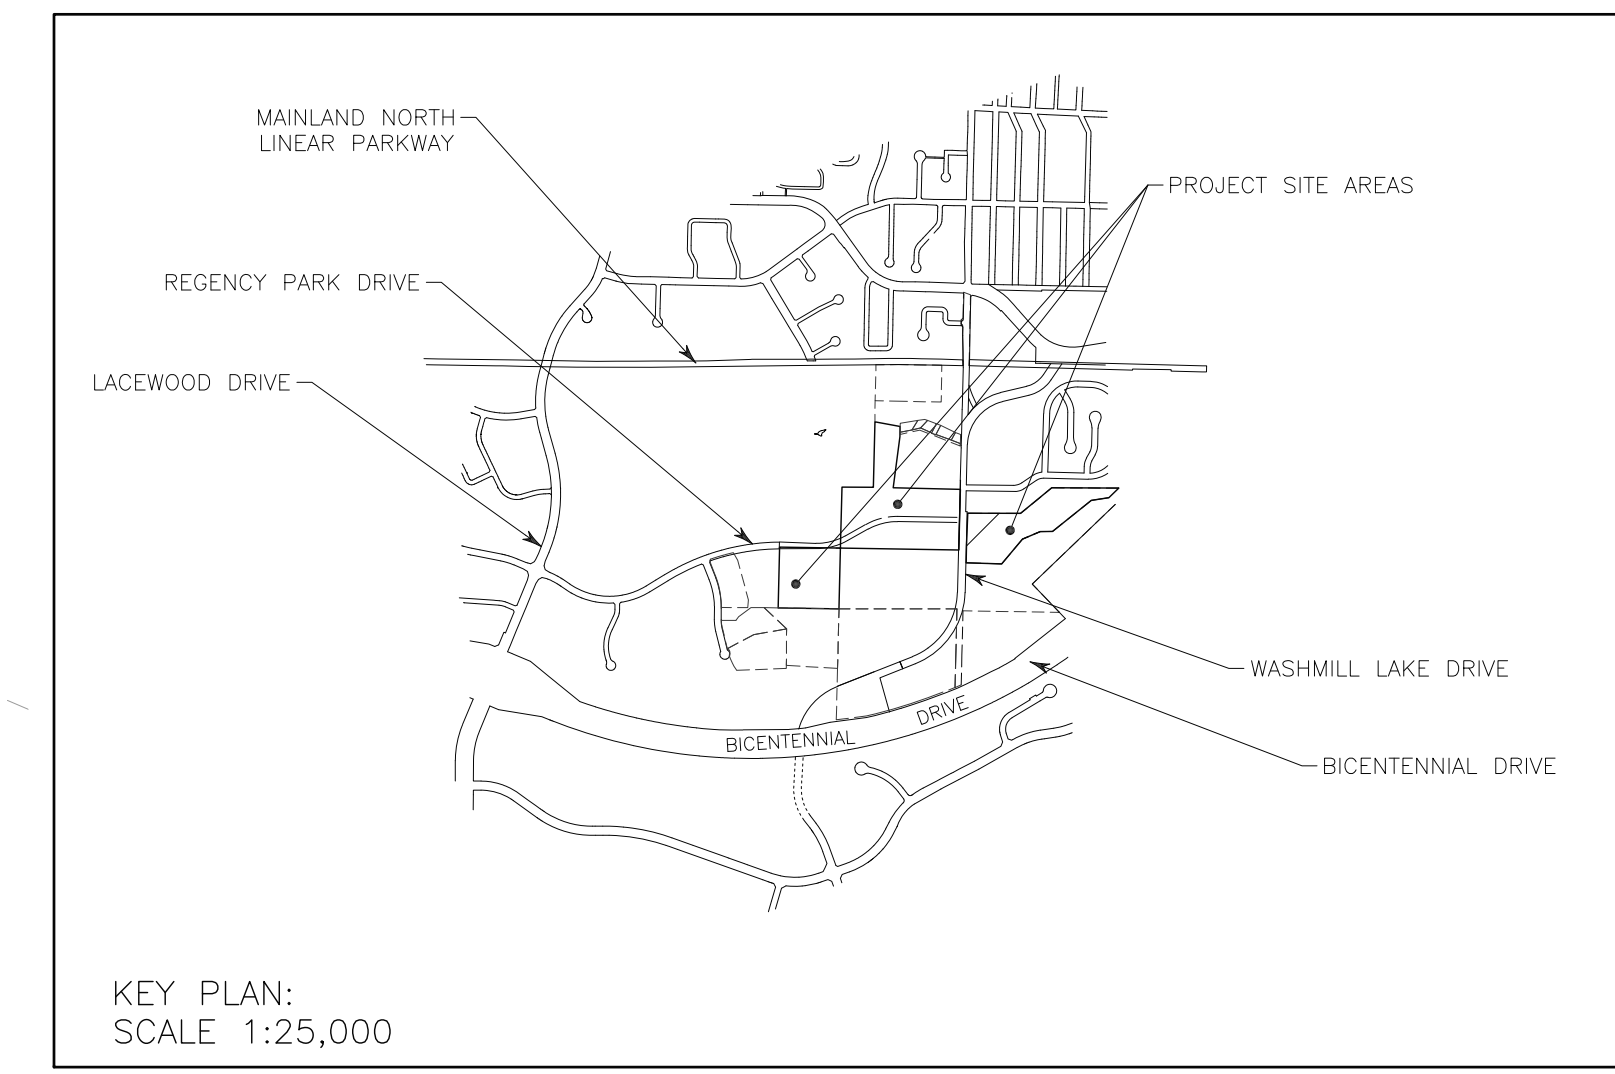 MAINLAND NORTH
LINEAR PARKWAY
PROJECT SITE AREAS
REGENCY PARK DRIVE
LACEWOOD DRIVE
WASHMILL LAKE DRIVE
BICENTENNIAL DRIVE
BICENTENNIAL DRIVE
KEY PLAN:
SCALE 1:25,000